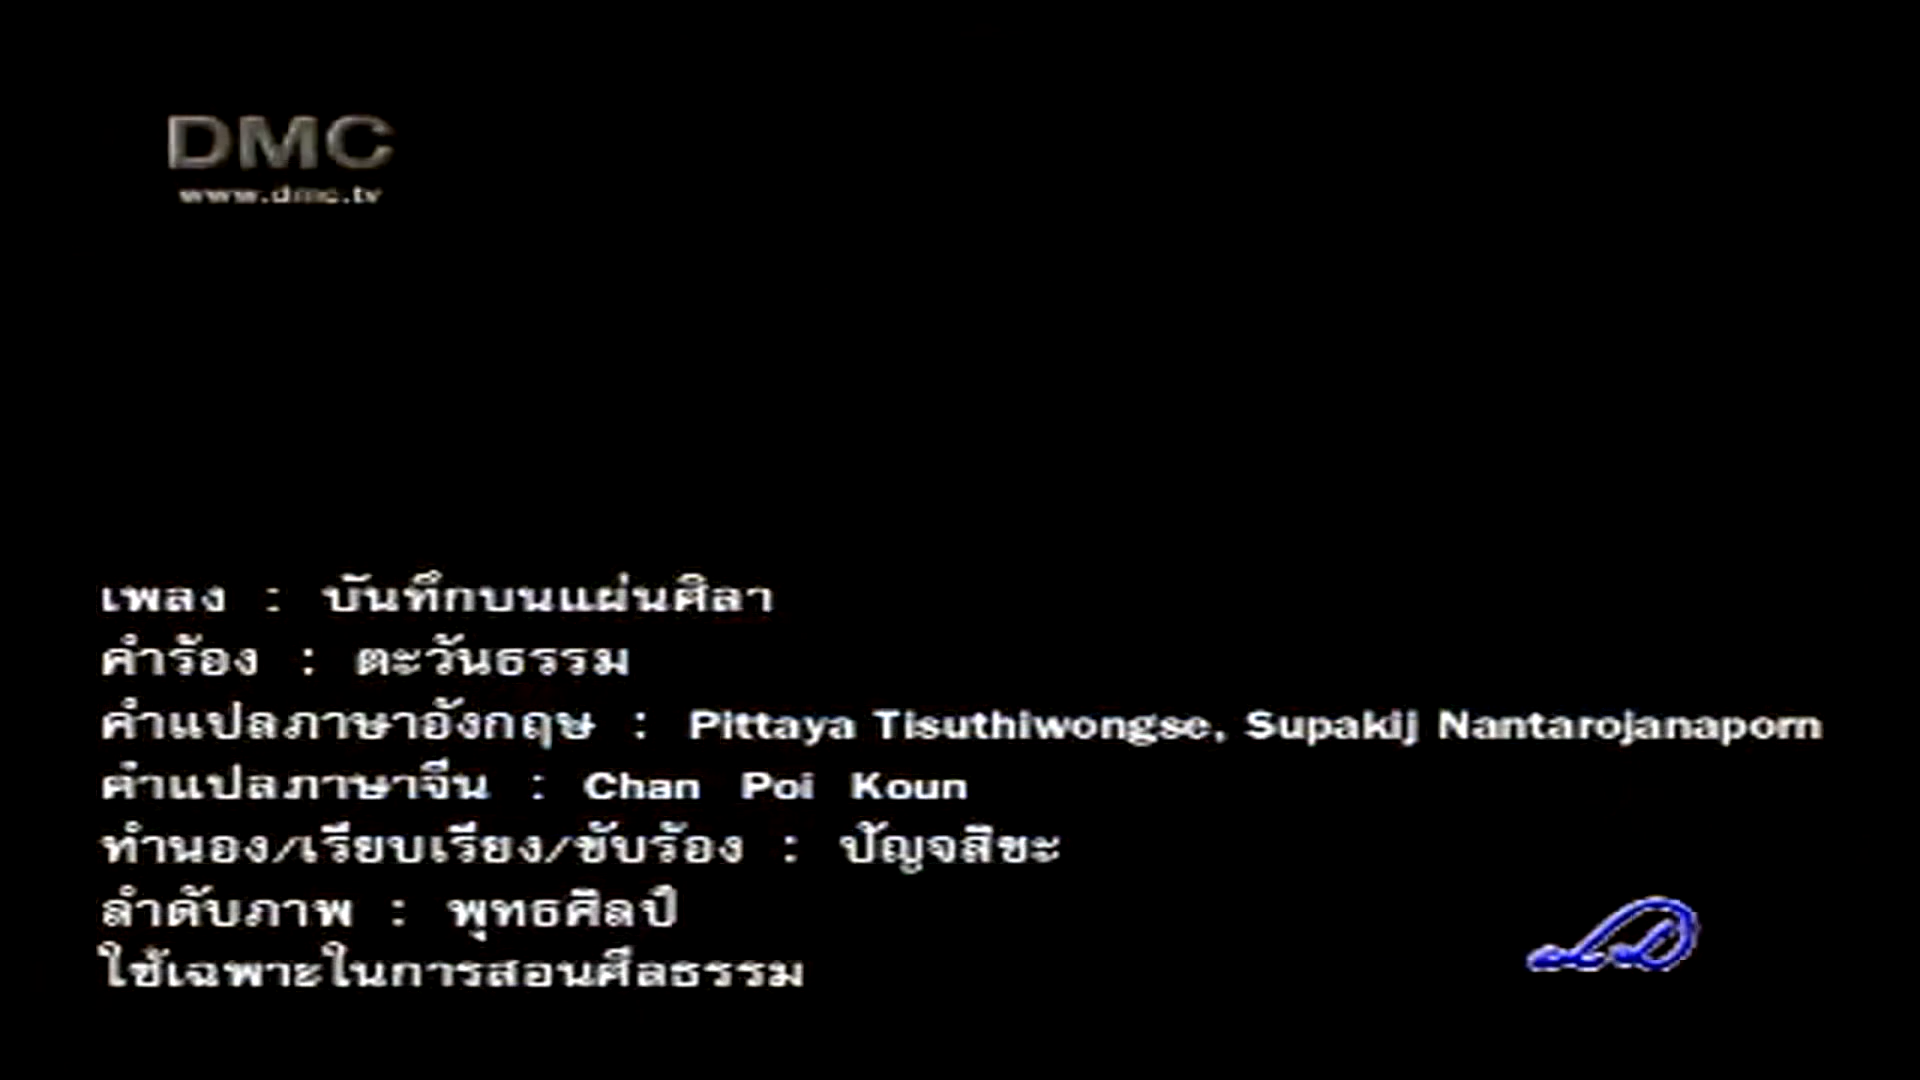 DMC
www.dmc.tv
เพลง : บันทึกบนแผ่นศิลา
คำร้อง : ตะวันธรรม
คำแปลภาษาอังกฤษ : Pittaya Tisuthiwongse, Supakij Nantarojanaporn
คำแปลภาษาจีน : Chan Poi Koun
ทำนอง/เรียบเรียง/ขับร้อง : ปัญจสิขะ
ลำดับภาพ : พุทธศิลป์
ใช้เฉพาะในการสอนศีลธรรม